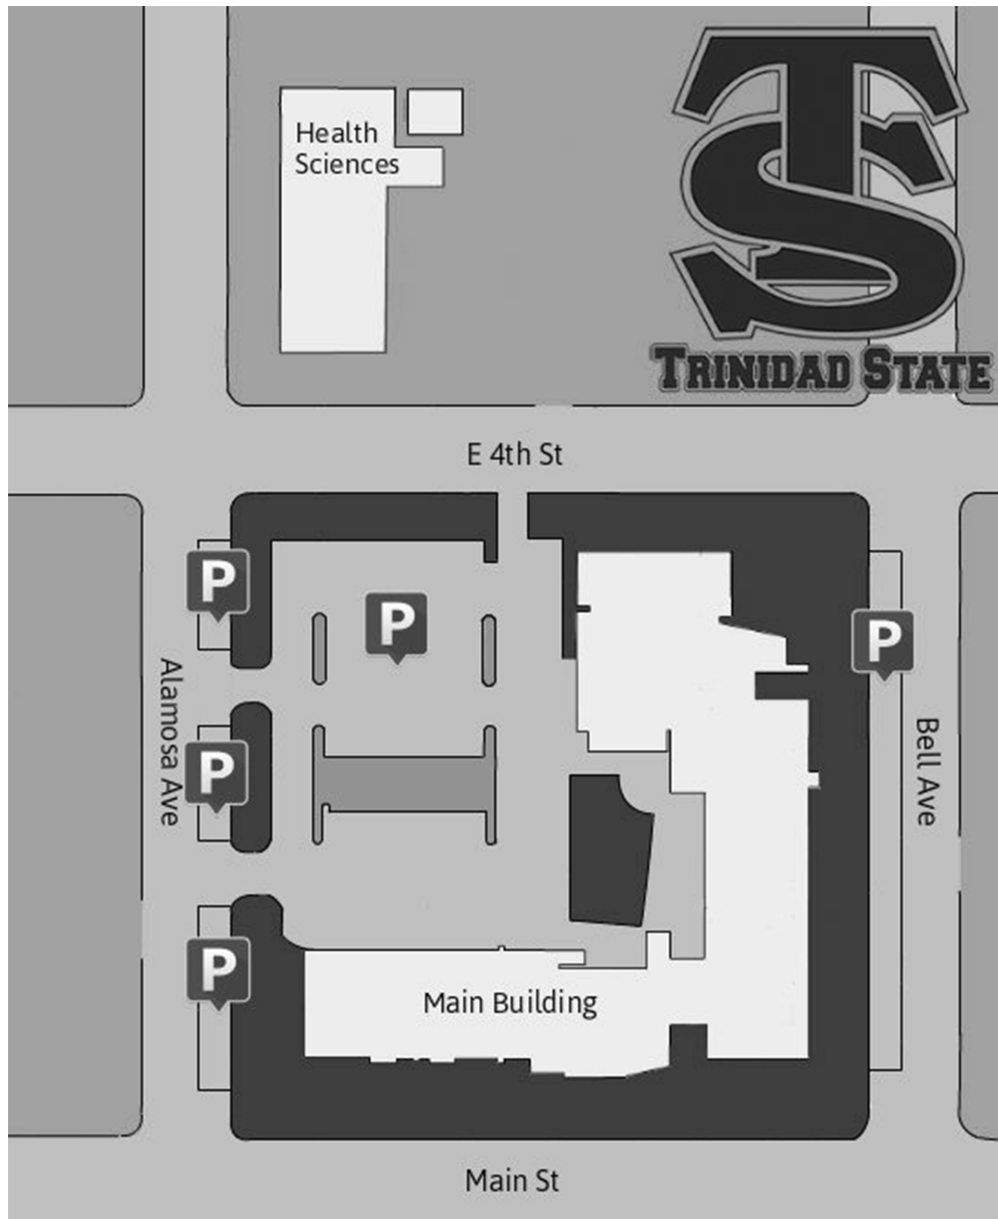 Health
Sciences
TS
TRINIDAD STATE
E 4th St
P
P
P
Alamosa Ave
P
Bell Ave
P
Main Building
Main St